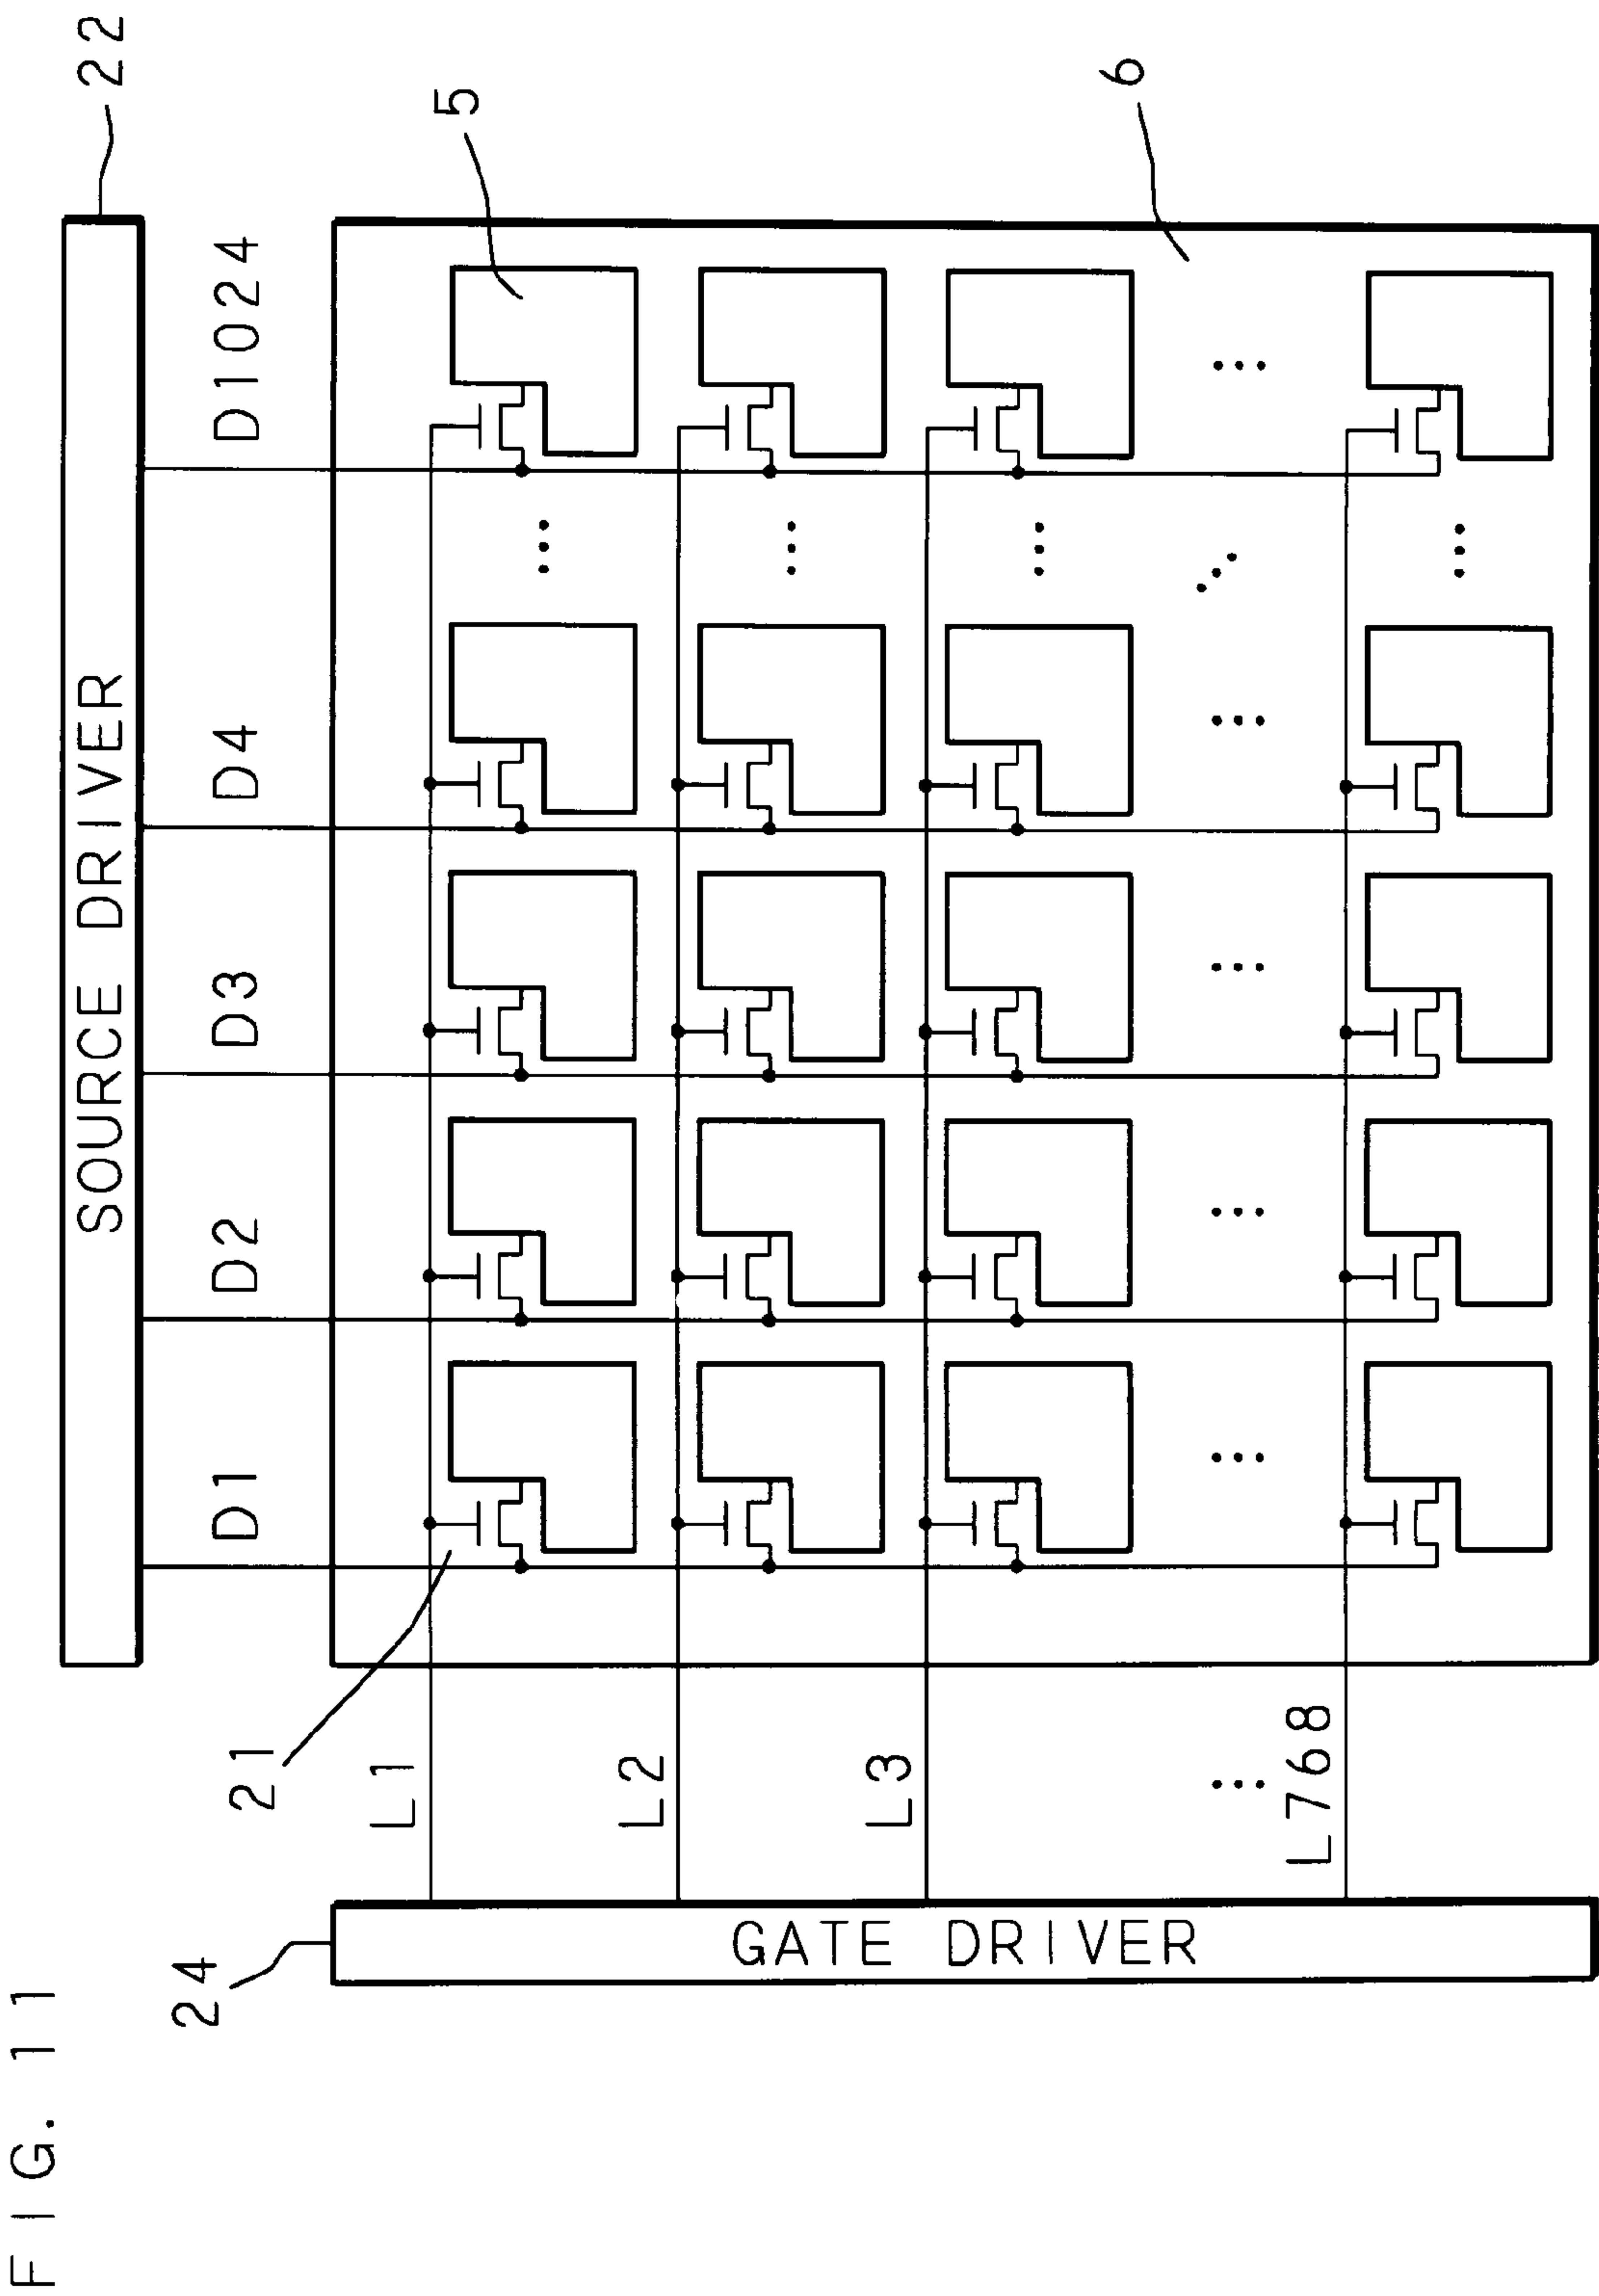 FIG. 11
22
SOURCE DRIVER
D1 D2 D3 D4 D1024
24
21
5
L1
L2
L3
6
L768
GATE DRIVER